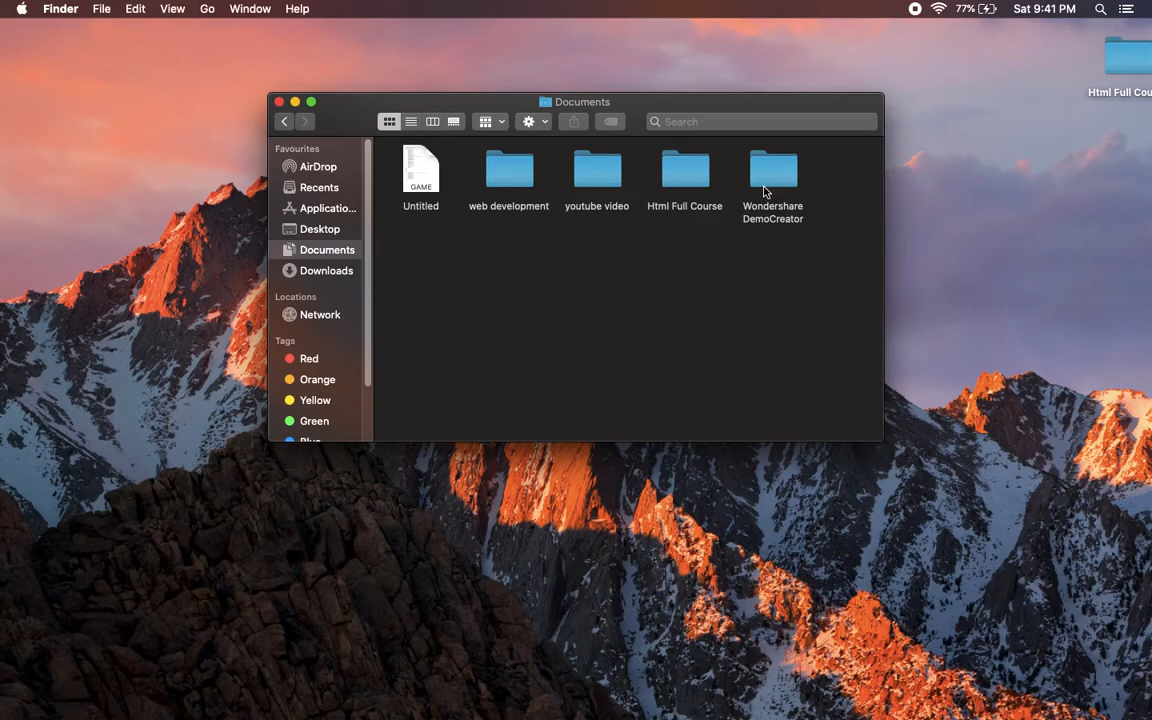 Finder File Edit View Go Window Help
77% Sat 9:41 PM
Html Full Cou
Documents
Search
Favourites
AirDrop
Recents
Applicatio...
Desktop
Documents
Downloads
Locations
Network
Tags
Red
Orange
Yellow
Green
Blue
GAME
Untitled
web development
youtube video
Html Full Course
Wondershare
DemoCreator